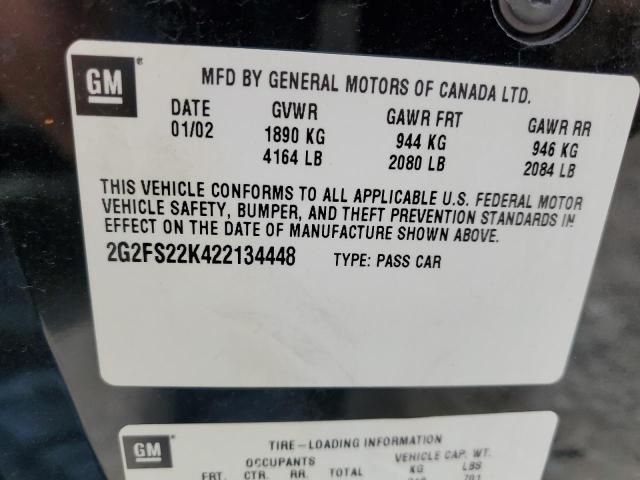 GM MFD BY GENERAL MOTORS OF CANADA LTD.
DATE GVWR GAWR FRT GAWR RR
01/02 1890 KG 944 KG 946 KG
4164 LB 2080 LB 2084 LB
THIS VEHICLE CONFORMS TO ALL APPLICABLE U.S. FEDERAL MOTOR
VEHICLE SAFETY, BUMPER, AND THEFT PREVENTION STANDARDS IN
EFFECT ON THE DATE OF MANUFACTURE SHOWN ABOVE.
2G2FS22K422134448 TYPE: PASS CAR
GM TIRE-LOADING INFORMATION
OCCUPANTS VEHICLE CAP. WT.
FRT. CTR. RR. TOTAL KG LBS